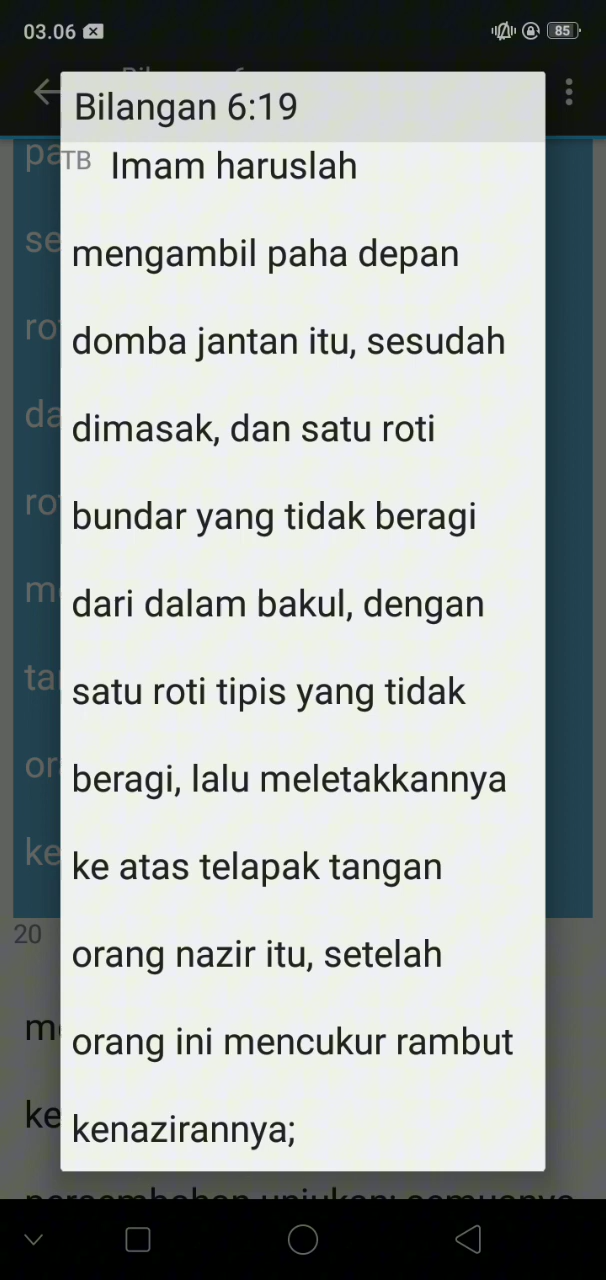 03.06
85
Bilangan 6:19
TB Imam haruslah
mengambil paha depan
domba jantan itu, sesudah
dimasak, dan satu roti
bundar yang tidak beragi
dari dalam bakul, dengan
satu roti tipis yang tidak
beragi, lalu meletakkannya
ke atas telapak tangan
orang nazir itu, setelah
orang ini mencukur rambut
kenazirannya;
20